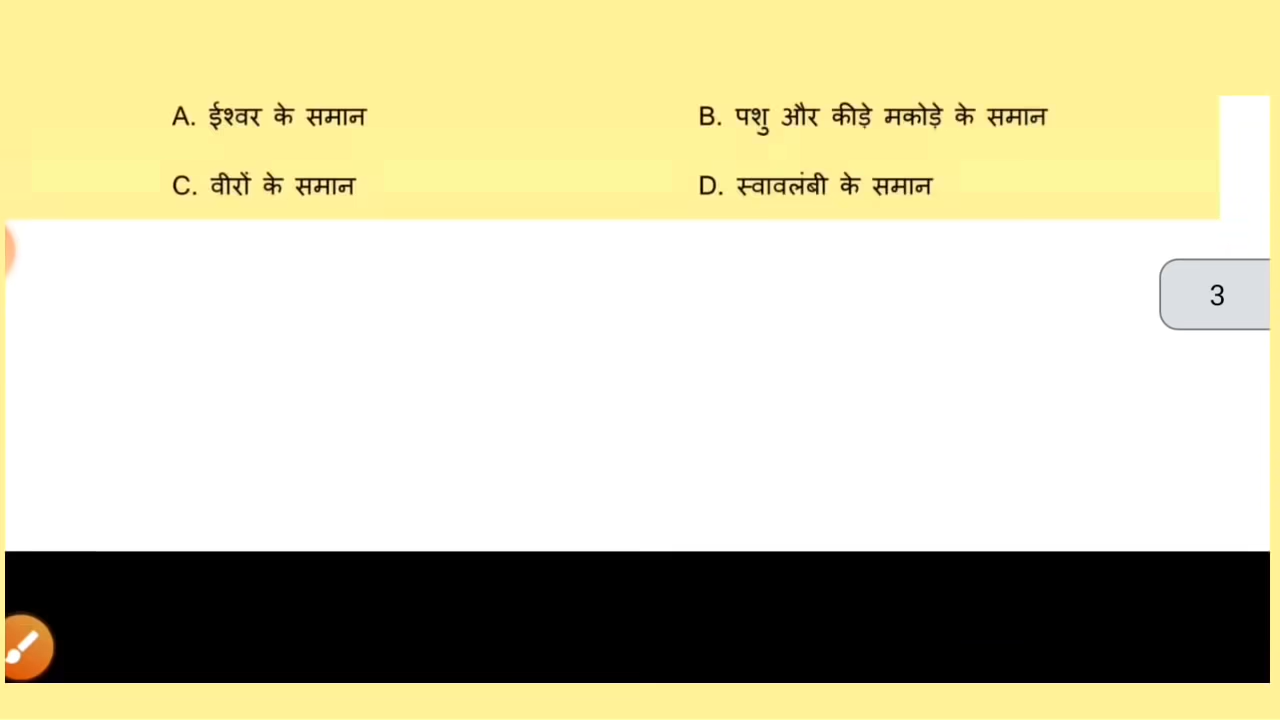 A. ईश्वर के समान B. पशु और कीड़े मकोड़े के समान
C. वीरों के समान D. स्वावलंबी के समान
3